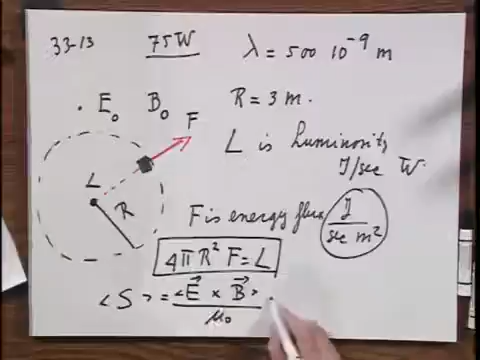 33-13 75W λ = 500 10⁻⁹ m
. E₀ B₀ R = 3 m.
F
L is Luminosity
J/sec W
L
R
F is energy flux J/sec m²
4πR² F = L
<S> = <E⃗ × B⃗> / μ₀